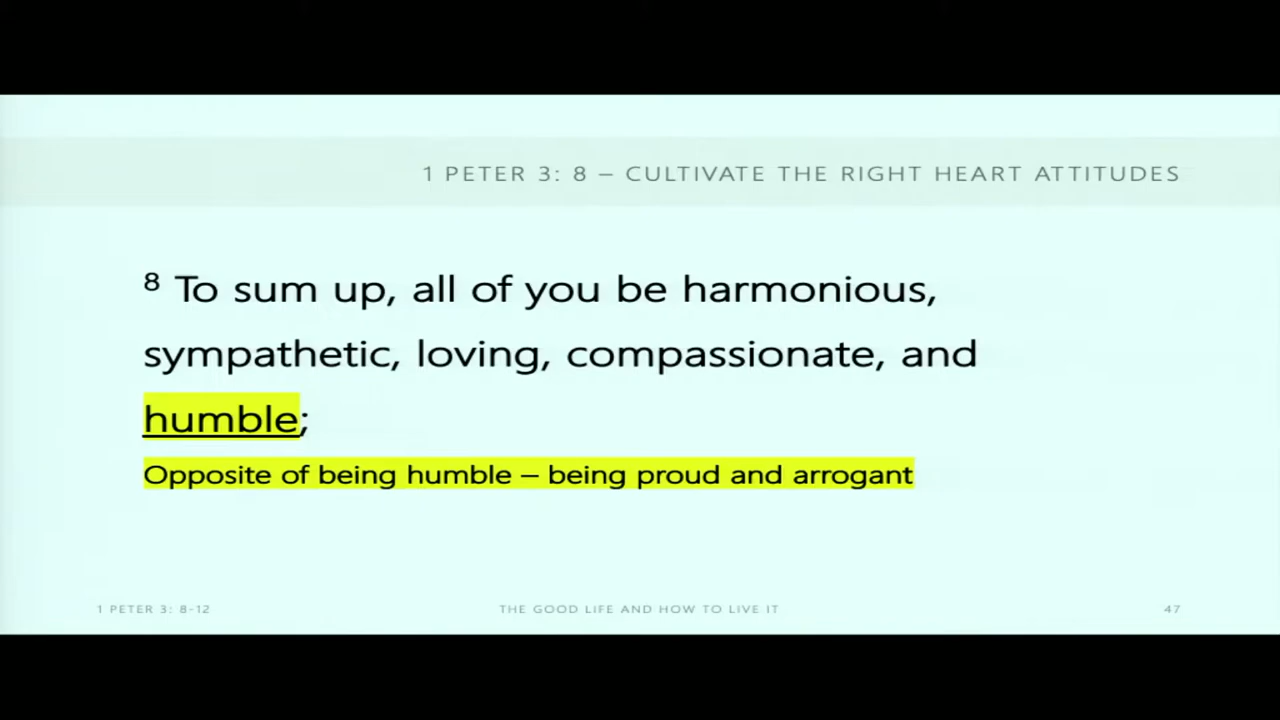 1 PETER 3: 8 – CULTIVATE THE RIGHT HEART ATTITUDES
8 To sum up, all of you be harmonious,
sympathetic, loving, compassionate, and
humble;
Opposite of being humble – being proud and arrogant
1 PETER 3: 8-12 THE GOOD LIFE AND HOW TO LIVE IT 47